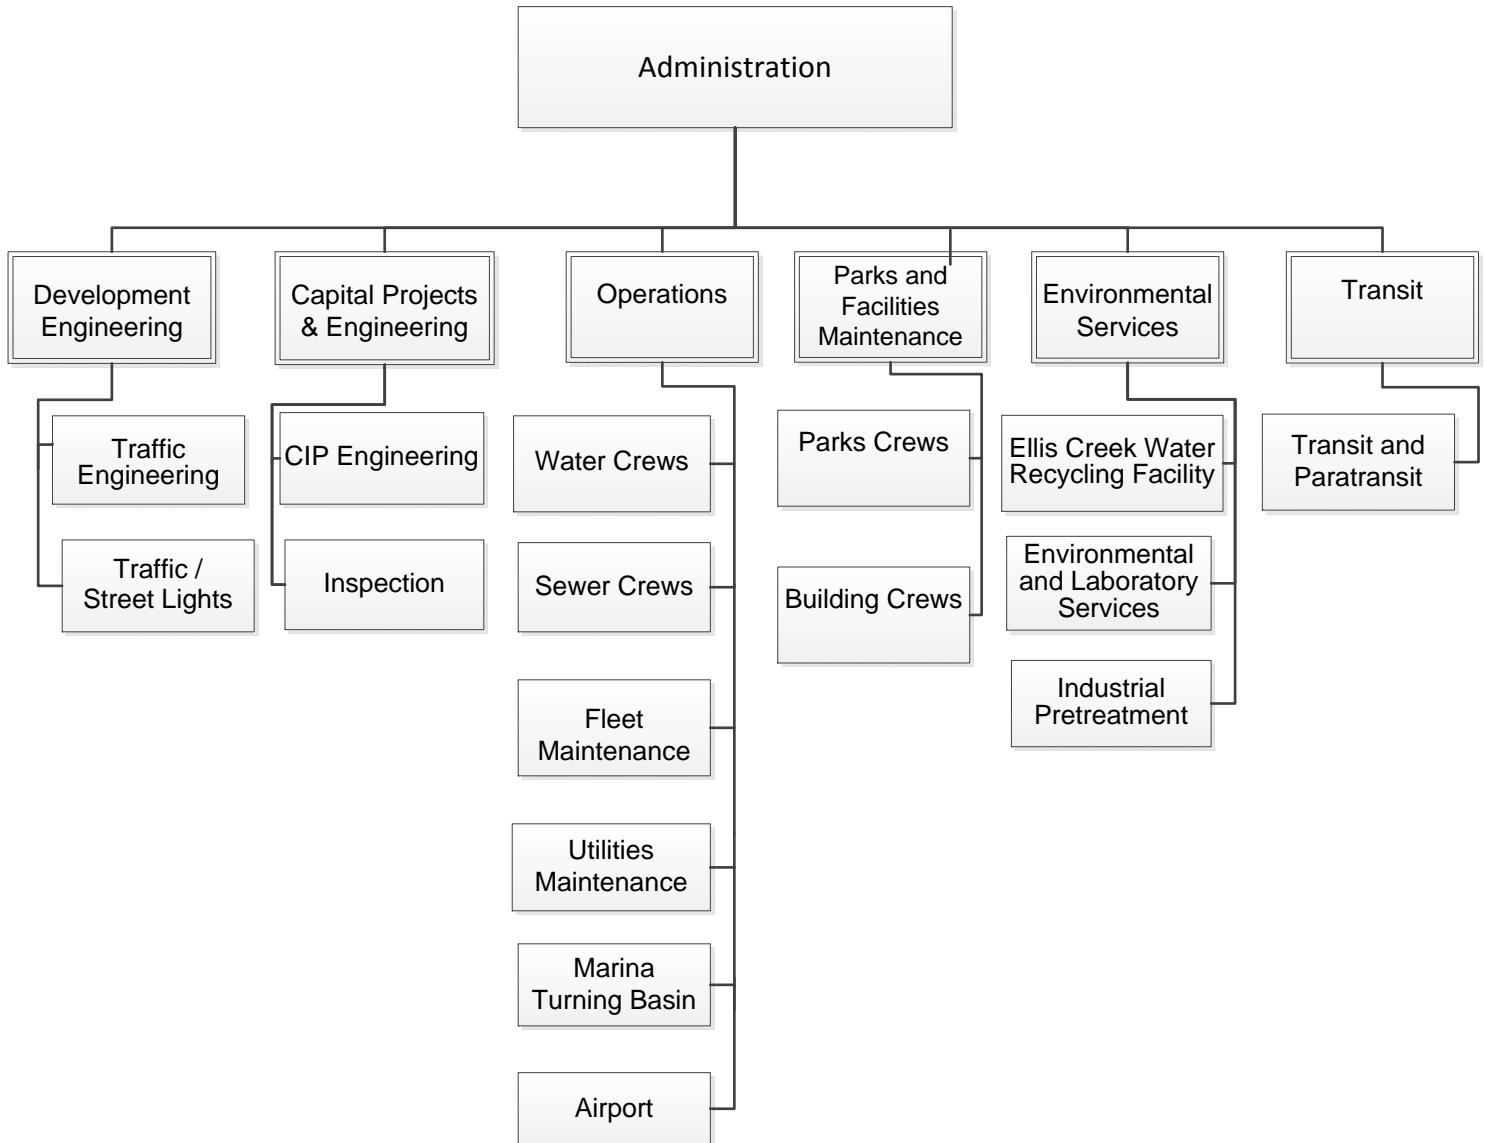 Administration
Development
Engineering
Capital Projects
& Engineering
Operations
Parks and
Facilities
Maintenance
Environmental
Services
Transit
Traffic
Engineering
Traffic /
Street Lights
CIP Engineering
Inspection
Water Crews
Sewer Crews
Fleet
Maintenance
Utilities
Maintenance
Marina
Turning Basin
Airport
Parks Crews
Building Crews
Ellis Creek Water
Recycling Facility
Environmental
and Laboratory
Services
Industrial
Pretreatment
Transit and
Paratransit